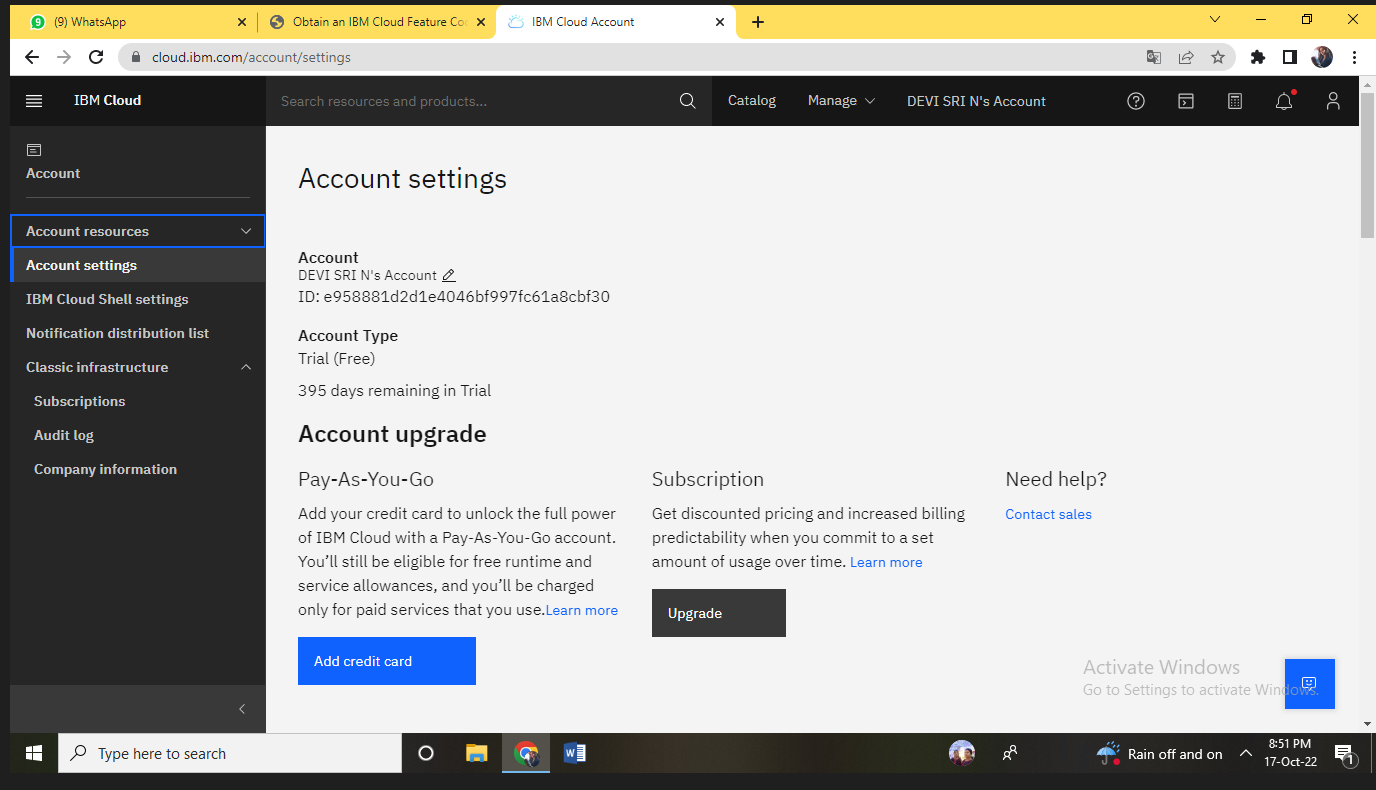 (9) WhatsApp
Obtain an IBM Cloud Feature Co
IBM Cloud Account
cloud.ibm.com/account/settings
IBM Cloud
Search resources and products...
Catalog
Manage
DEVI SRI N's Account
Account
Account resources
Account settings
IBM Cloud Shell settings
Notification distribution list
Classic infrastructure
Subscriptions
Audit log
Company information
Account settings
Account
DEVI SRI N's Account
ID: e958881d2d1e4046bf997fc61a8cbf30
Account Type
Trial (Free)
395 days remaining in Trial
Account upgrade
Pay-As-You-Go
Add your credit card to unlock the full power
of IBM Cloud with a Pay-As-You-Go account.
You’ll still be eligible for free runtime and
service allowances, and you’ll be charged
only for paid services that you use.Learn more
Add credit card
Subscription
Get discounted pricing and increased billing
predictability when you commit to a set
amount of usage over time. Learn more
Upgrade
Need help?
Contact sales
Activate Windows
Go to Settings to activate Windows.
Type here to search
Rain off and on
8:51 PM
17-Oct-22
1